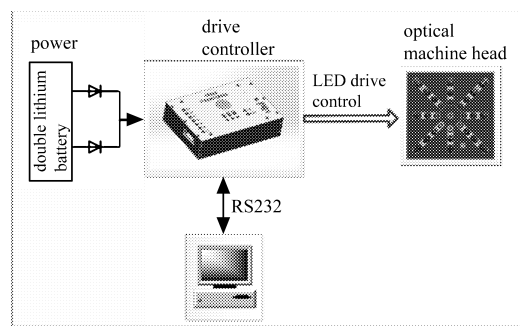 power
double lithium
battery
drive
controller
LED drive
control
optical
machine head
RS232